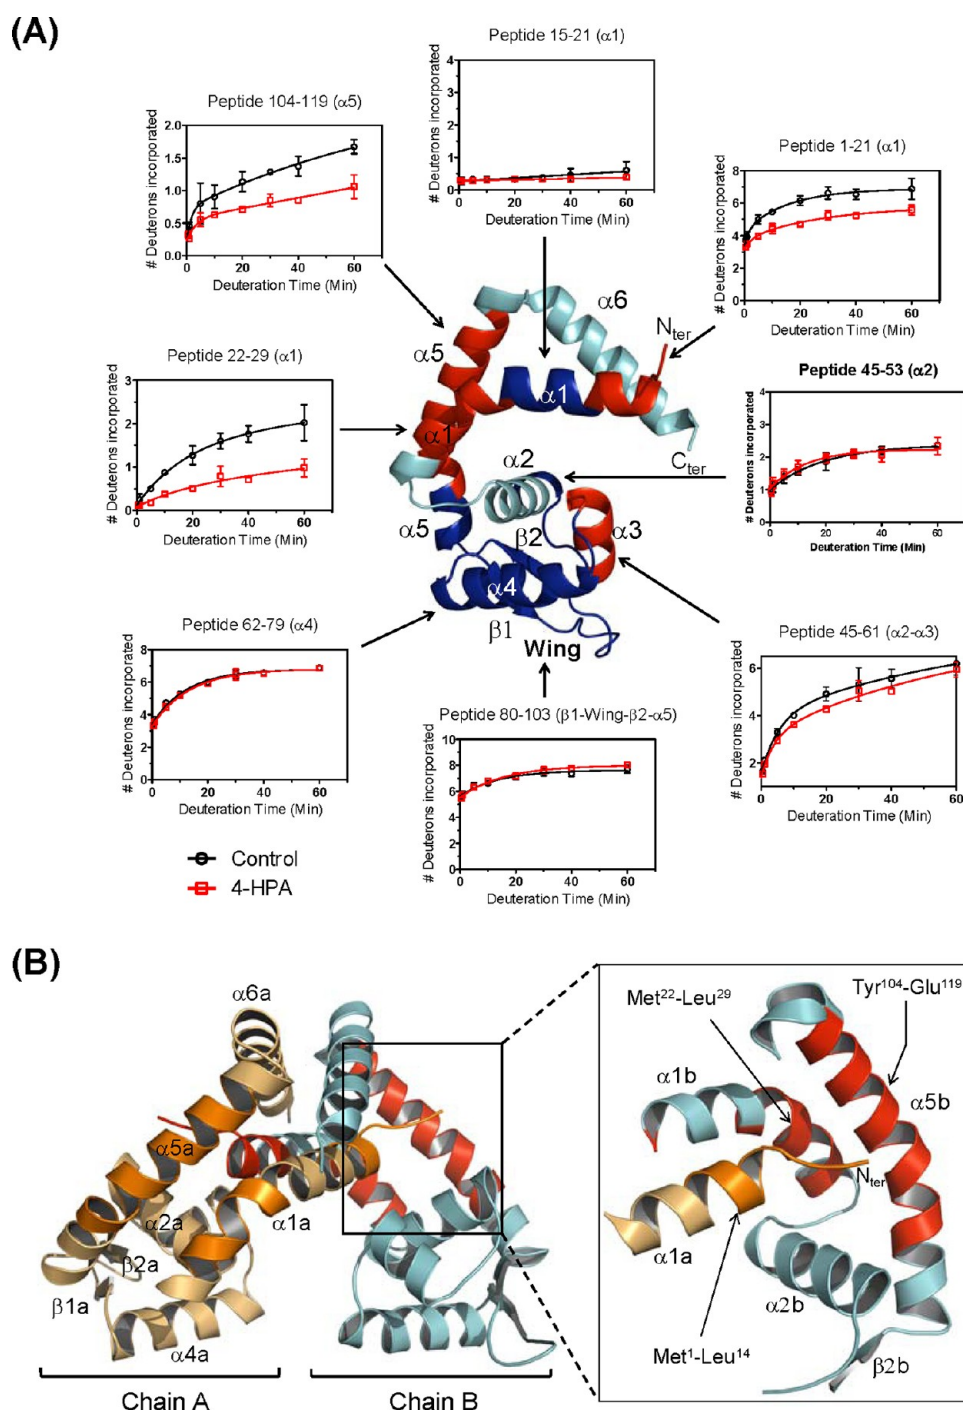 (A)
Peptide 15-21 (α1)
# Deuterons incorporated
4
3
2
1
0
0
20
40
60
Deuteration Time (Min)
Peptide 104-119 (α5)
# Deuterons incorporated
2.0
1.5
1.0
0.5
0.0
0
20
40
60
Deuteration Time (Min)
Peptide 1-21 (α1)
# Deuterons incorporated
8
6
4
2
0
0
20
40
60
Deuteration Time (Min)
Peptide 22-29 (α1)
# Deuterons incorporated
3
2
1
0
0
20
40
60
Deuteration Time (Min)
Peptide 45-53 (α2)
# Deuterons incorporated
4
3
2
1
0
0
20
40
60
Deuteration Time (Min)
α6
Nter
α5
α1
α1
α2
Cter
α5
β2
α3
α4
β1
Wing
Peptide 62-79 (α4)
# Deuterons incorporated
8
6
4
2
0
0
20
40
60
Deuteration Time (Min)
Peptide 45-61 (α2-α3)
# Deuterons incorporated
6
4
2
0
20
40
60
Deuteration Time (Min)
Peptide 80-103 (β1-Wing-β2-α5)
# Deuterons incorporated
10
8
6
4
2
0
0
20
40
60
Deuteration Time (Min)
Control
4-HPA
(B)
α6a
α5a
α2a
β2a
β1a
α4a
α1a
Chain A
Chain B
Met22-Leu29
Tyr104-Glu119
α1b
α5b
Nter
α1a
α2b
Met1-Leu14
β2b